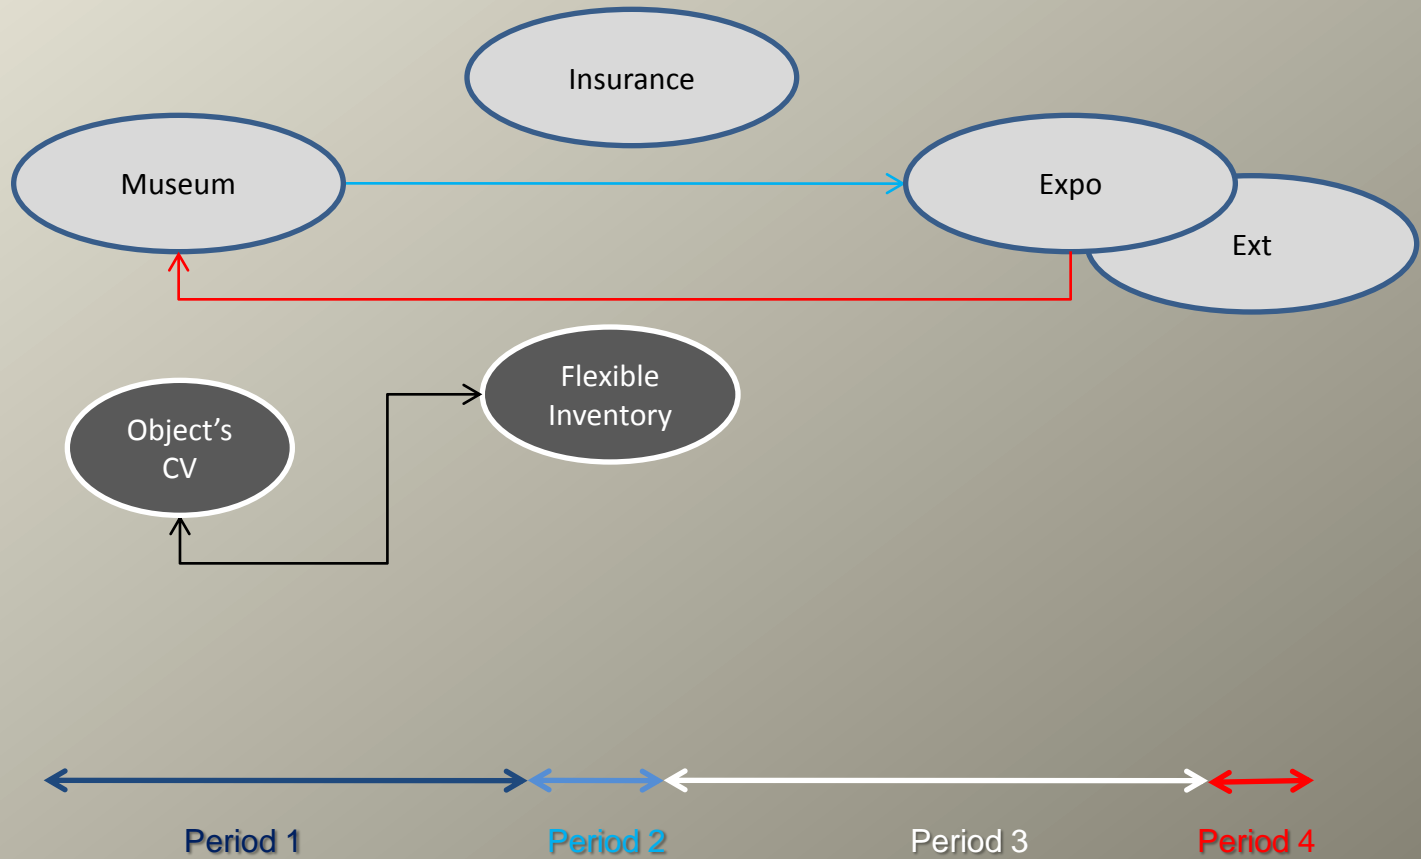 Insurance
Museum
Expo
Ext
Flexible
Inventory
Object’s
CV
Period 1
Period 2
Period 3
Period 4